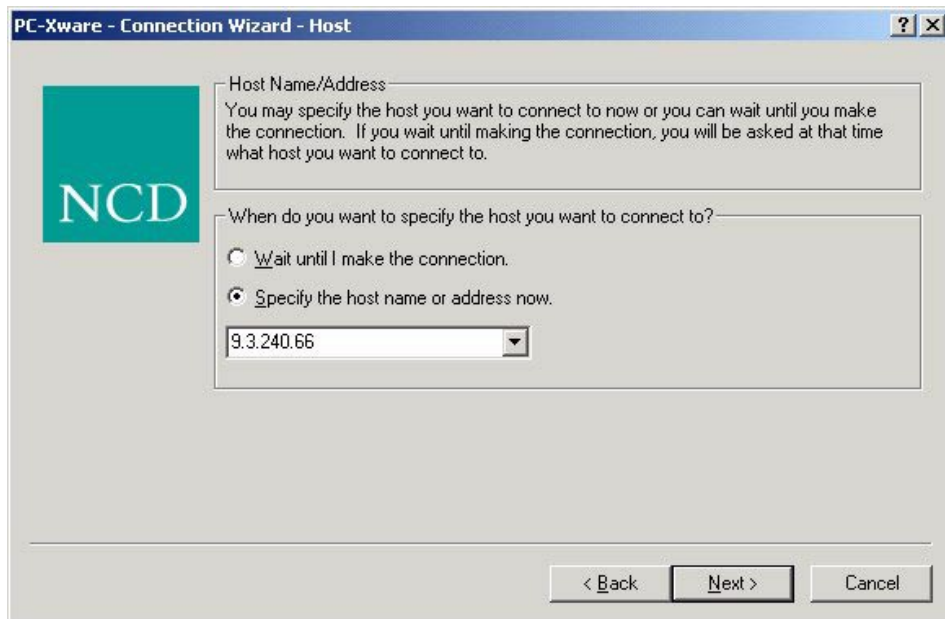 PC-Xware - Connection Wizard - Host
Host Name/Address
You may specify the host you want to connect to now or you can wait until you make
the connection. If you wait until making the connection, you will be asked at that time
what host you want to connect to.
NCD
When do you want to specify the host you want to connect to?
Wait until I make the connection.
Specify the host name or address now.
9.3.240.66
< Back Next > Cancel